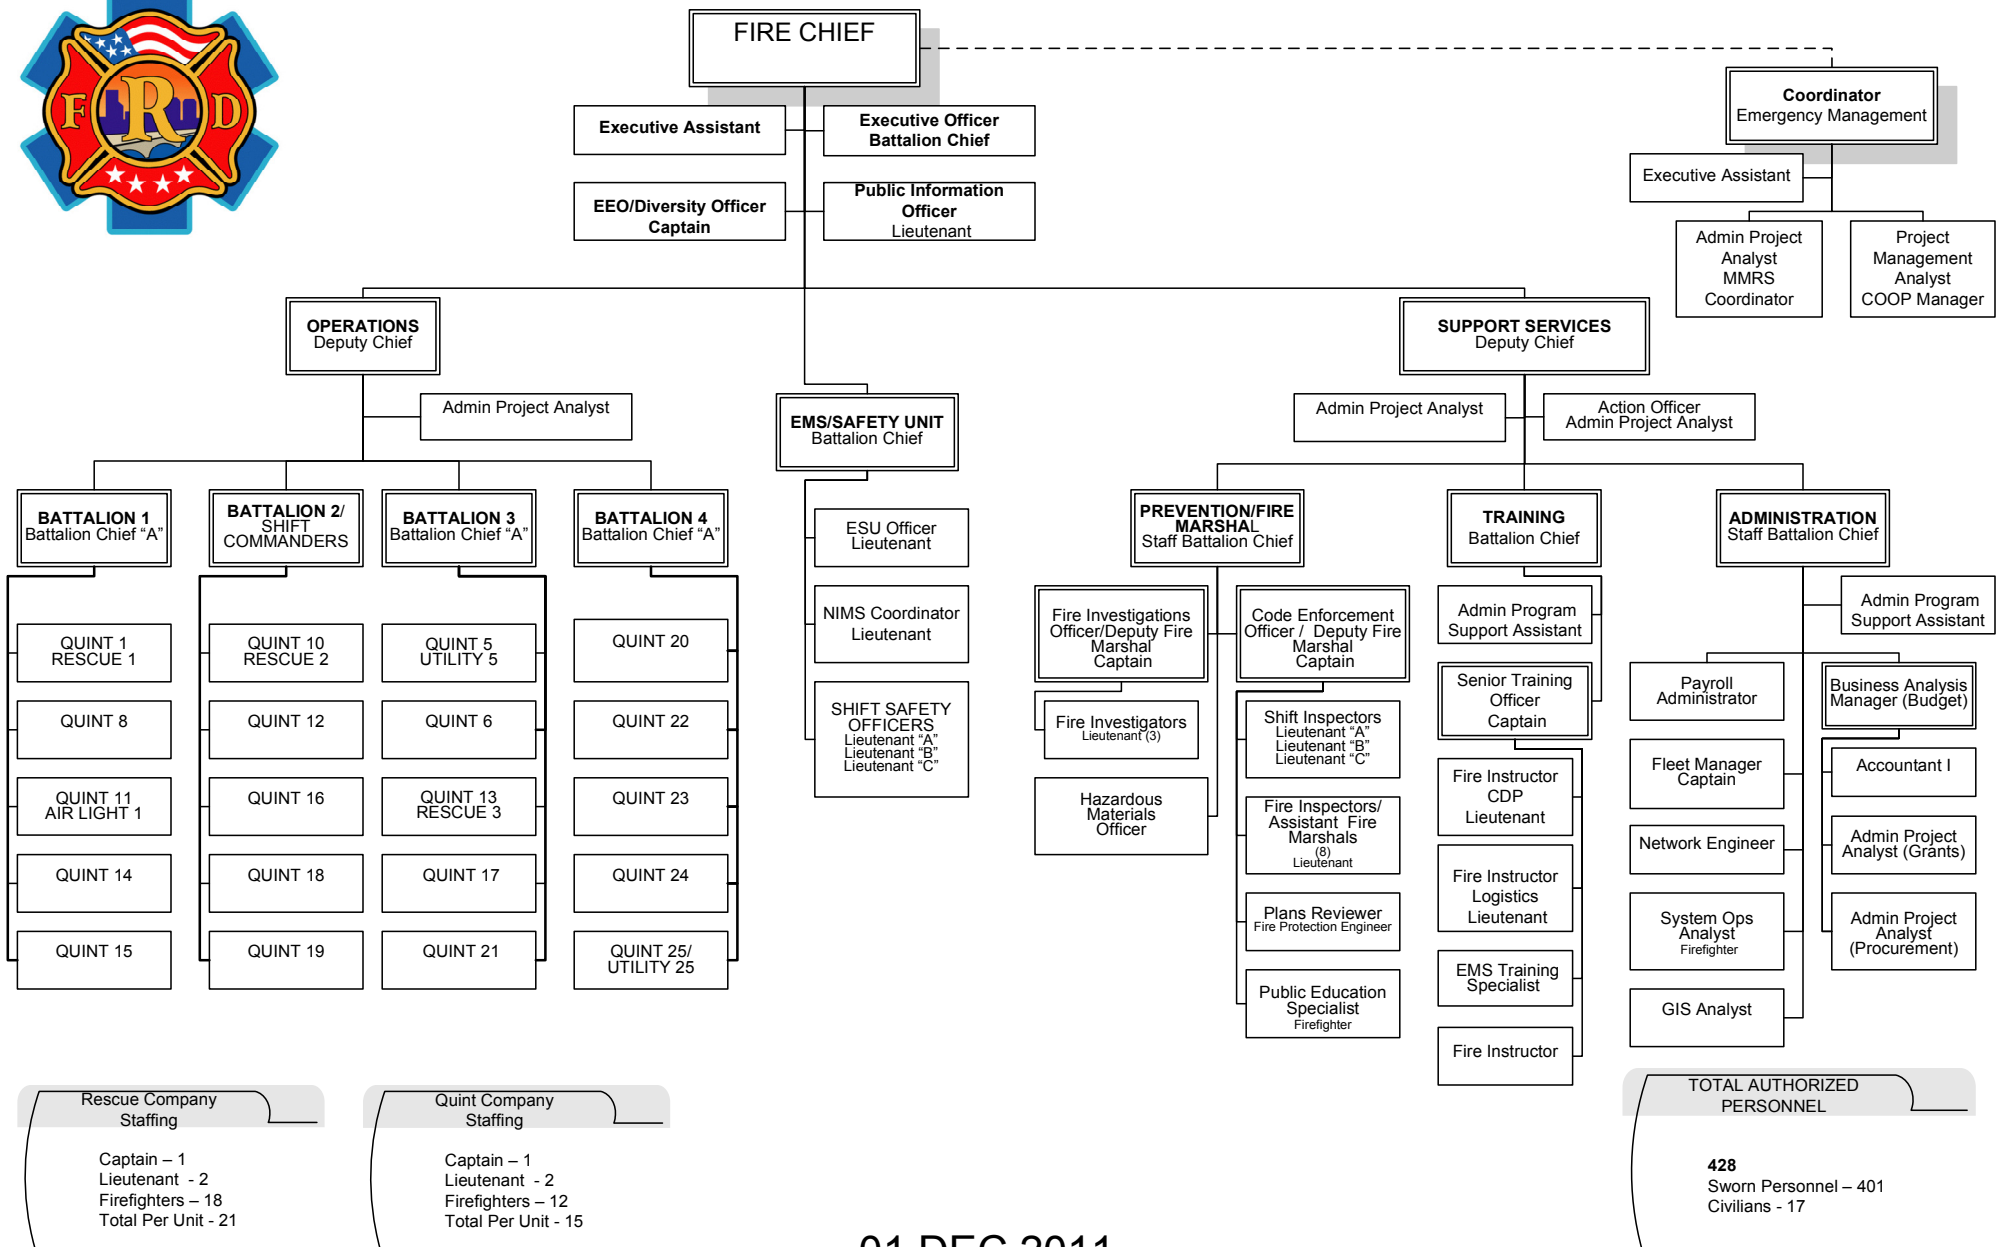 F R D
FIRE CHIEF
Coordinator
Emergency Management
Executive Assistant
Executive Officer
Battalion Chief
Executive Assistant
EEO/Diversity Officer
Captain
Public Information
Officer
Lieutenant
Admin Project
Analyst
MMRS
Coordinator
Project
Management
Analyst
COOP Manager
OPERATIONS
Deputy Chief
SUPPORT SERVICES
Deputy Chief
Admin Project Analyst
EMS/SAFETY UNIT
Battalion Chief
Admin Project Analyst
Action Officer
Admin Project Analyst
BATTALION 1
Battalion Chief “A”
BATTALION 2/
SHIFT
COMMANDERS
BATTALION 3
Battalion Chief “A”
BATTALION 4
Battalion Chief “A”
PREVENTION/FIRE
MARSHAL
Staff Battalion Chief
TRAINING
Battalion Chief
ADMINISTRATION
Staff Battalion Chief
QUINT 1
RESCUE 1
QUINT 8
QUINT 11
AIR LIGHT 1
QUINT 14
QUINT 15
QUINT 10
RESCUE 2
QUINT 12
QUINT 16
QUINT 18
QUINT 19
QUINT 5
UTILITY 5
QUINT 6
QUINT 13
RESCUE 3
QUINT 17
QUINT 21
QUINT 20
QUINT 22
QUINT 23
QUINT 24
QUINT 25/
UTILITY 25
ESU Officer
Lieutenant
NIMS Coordinator
Lieutenant
SHIFT SAFETY
OFFICERS
Lieutenant “A”
Lieutenant “B”
Lieutenant “C”
Fire Investigations
Officer/Deputy Fire
Marshal
Captain
Fire Investigators
Lieutenant (3)
Hazardous
Materials
Officer
Code Enforcement
Officer / Deputy Fire
Marshal
Captain
Shift Inspectors
Lieutenant “A”
Lieutenant “B”
Lieutenant “C”
Fire Inspectors/
Assistant Fire
Marshals
(8)
Lieutenant
Plans Reviewer
Fire Protection Engineer
Public Education
Specialist
Firefighter
Admin Program
Support Assistant
Senior Training
Officer
Captain
Fire Instructor
CDP
Lieutenant
Fire Instructor
Logistics
Lieutenant
EMS Training
Specialist
Fire Instructor
Admin Program
Support Assistant
Payroll
Administrator
Fleet Manager
Captain
Network Engineer
System Ops
Analyst
Firefighter
GIS Analyst
Business Analysis
Manager (Budget)
Accountant I
Admin Project
Analyst (Grants)
Admin Project
Analyst
(Procurement)
Rescue Company
Staffing
Captain – 1
Lieutenant - 2
Firefighters – 18
Total Per Unit - 21
Quint Company
Staffing
Captain – 1
Lieutenant - 2
Firefighters – 12
Total Per Unit - 15
TOTAL AUTHORIZED
PERSONNEL
428
Sworn Personnel – 401
Civilians - 17
01 DEC 2011